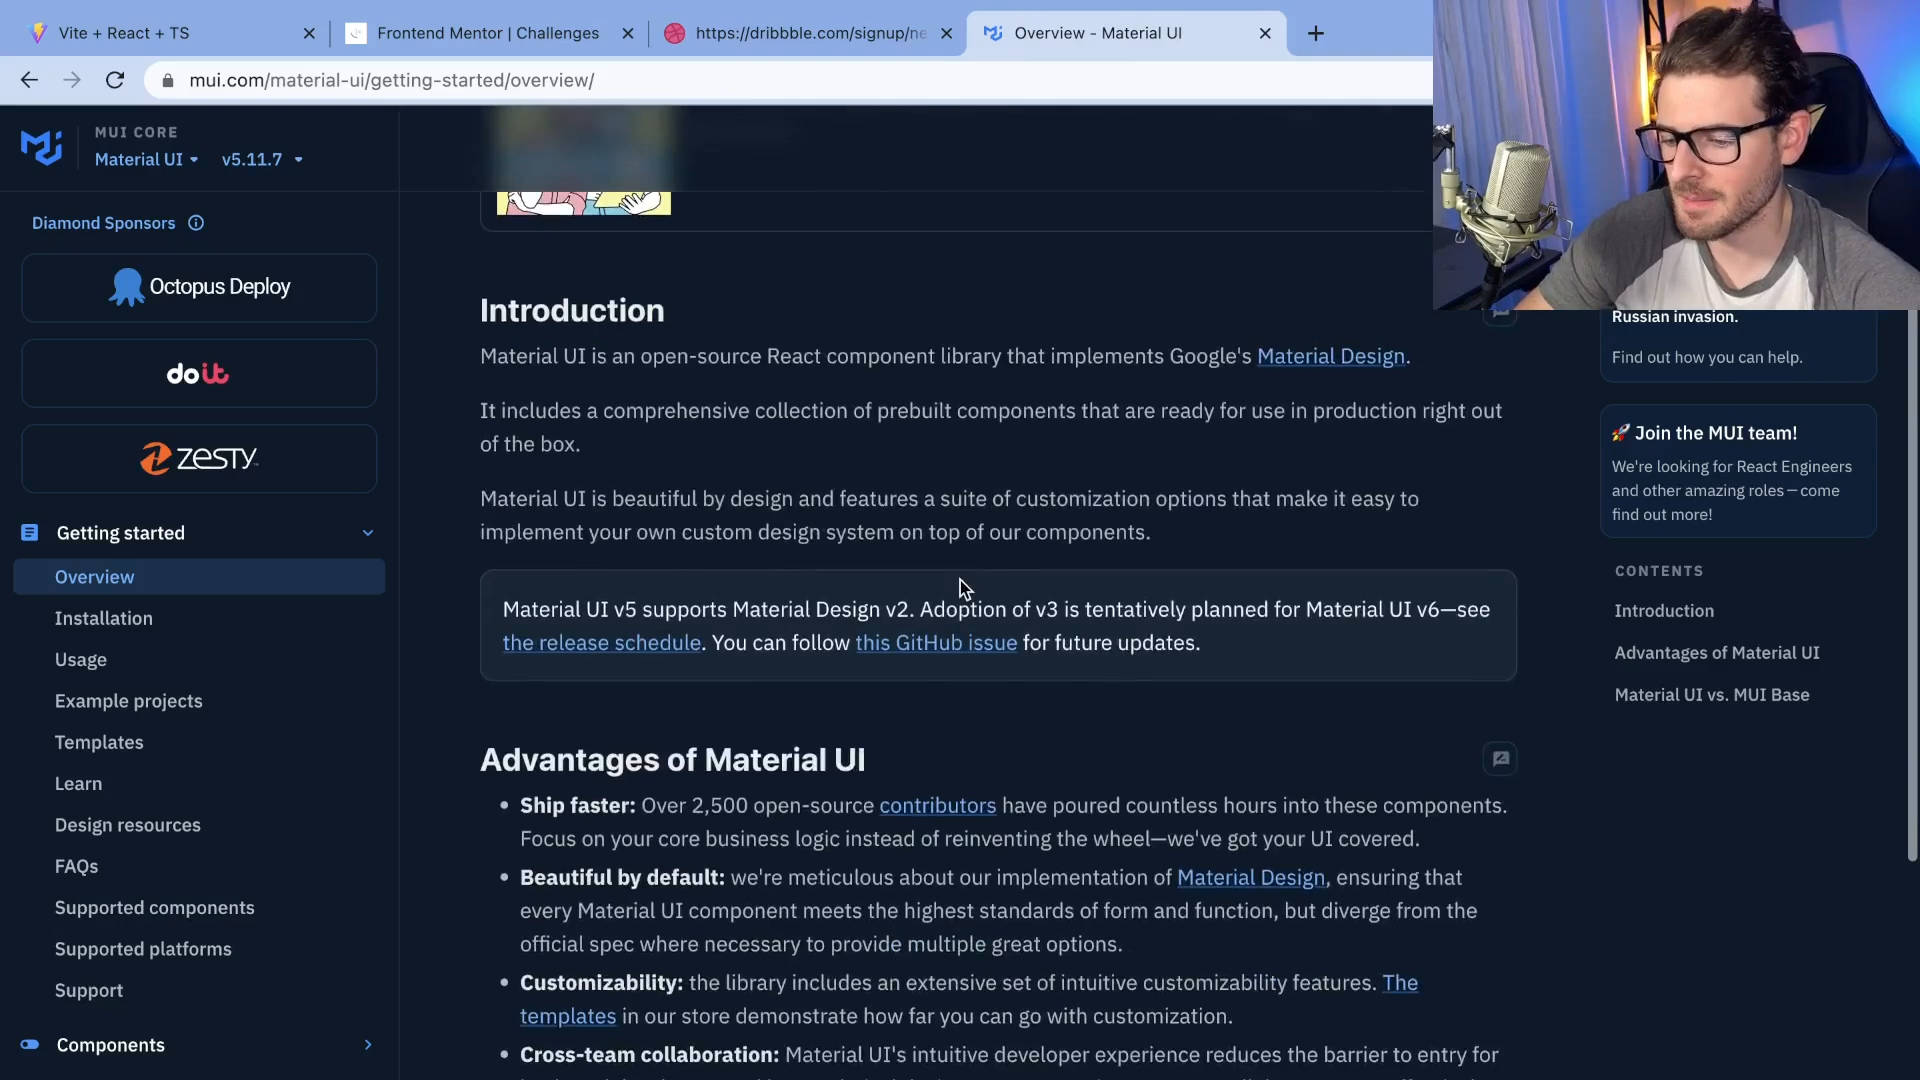 Vite + React + TS
Frontend Mentor | Challenges
https://dribbble.com/signup/ne
Overview - Material UI
mui.com/material-ui/getting-started/overview/
MUI CORE
Material UI
v5.11.7
Diamond Sponsors
Octopus Deploy
doit
ZESTY
Getting started
Overview
Installation
Usage
Example projects
Templates
Learn
Design resources
FAQs
Supported components
Supported platforms
Support
Components
Introduction
Material UI is an open-source React component library that implements Google's Material Design.
It includes a comprehensive collection of prebuilt components that are ready for use in production right out
of the box.
Material UI is beautiful by design and features a suite of customization options that make it easy to
implement your own custom design system on top of our components.
Material UI v5 supports Material Design v2. Adoption of v3 is tentatively planned for Material UI v6—see
the release schedule. You can follow this GitHub issue for future updates.
Advantages of Material UI
• Ship faster: Over 2,500 open-source contributors have poured countless hours into these components.
Focus on your core business logic instead of reinventing the wheel—we've got your UI covered.
• Beautiful by default: we're meticulous about our implementation of Material Design, ensuring that
every Material UI component meets the highest standards of form and function, but diverge from the
official spec where necessary to provide multiple great options.
• Customizability: the library includes an extensive set of intuitive customizability features. The
templates in our store demonstrate how far you can go with customization.
• Cross-team collaboration: Material UI's intuitive developer experience reduces the barrier to entry for
Russian invasion.
Find out how you can help.
🚀 Join the MUI team!
We're looking for React Engineers
and other amazing roles—come
find out more!
CONTENTS
Introduction
Advantages of Material UI
Material UI vs. MUI Base